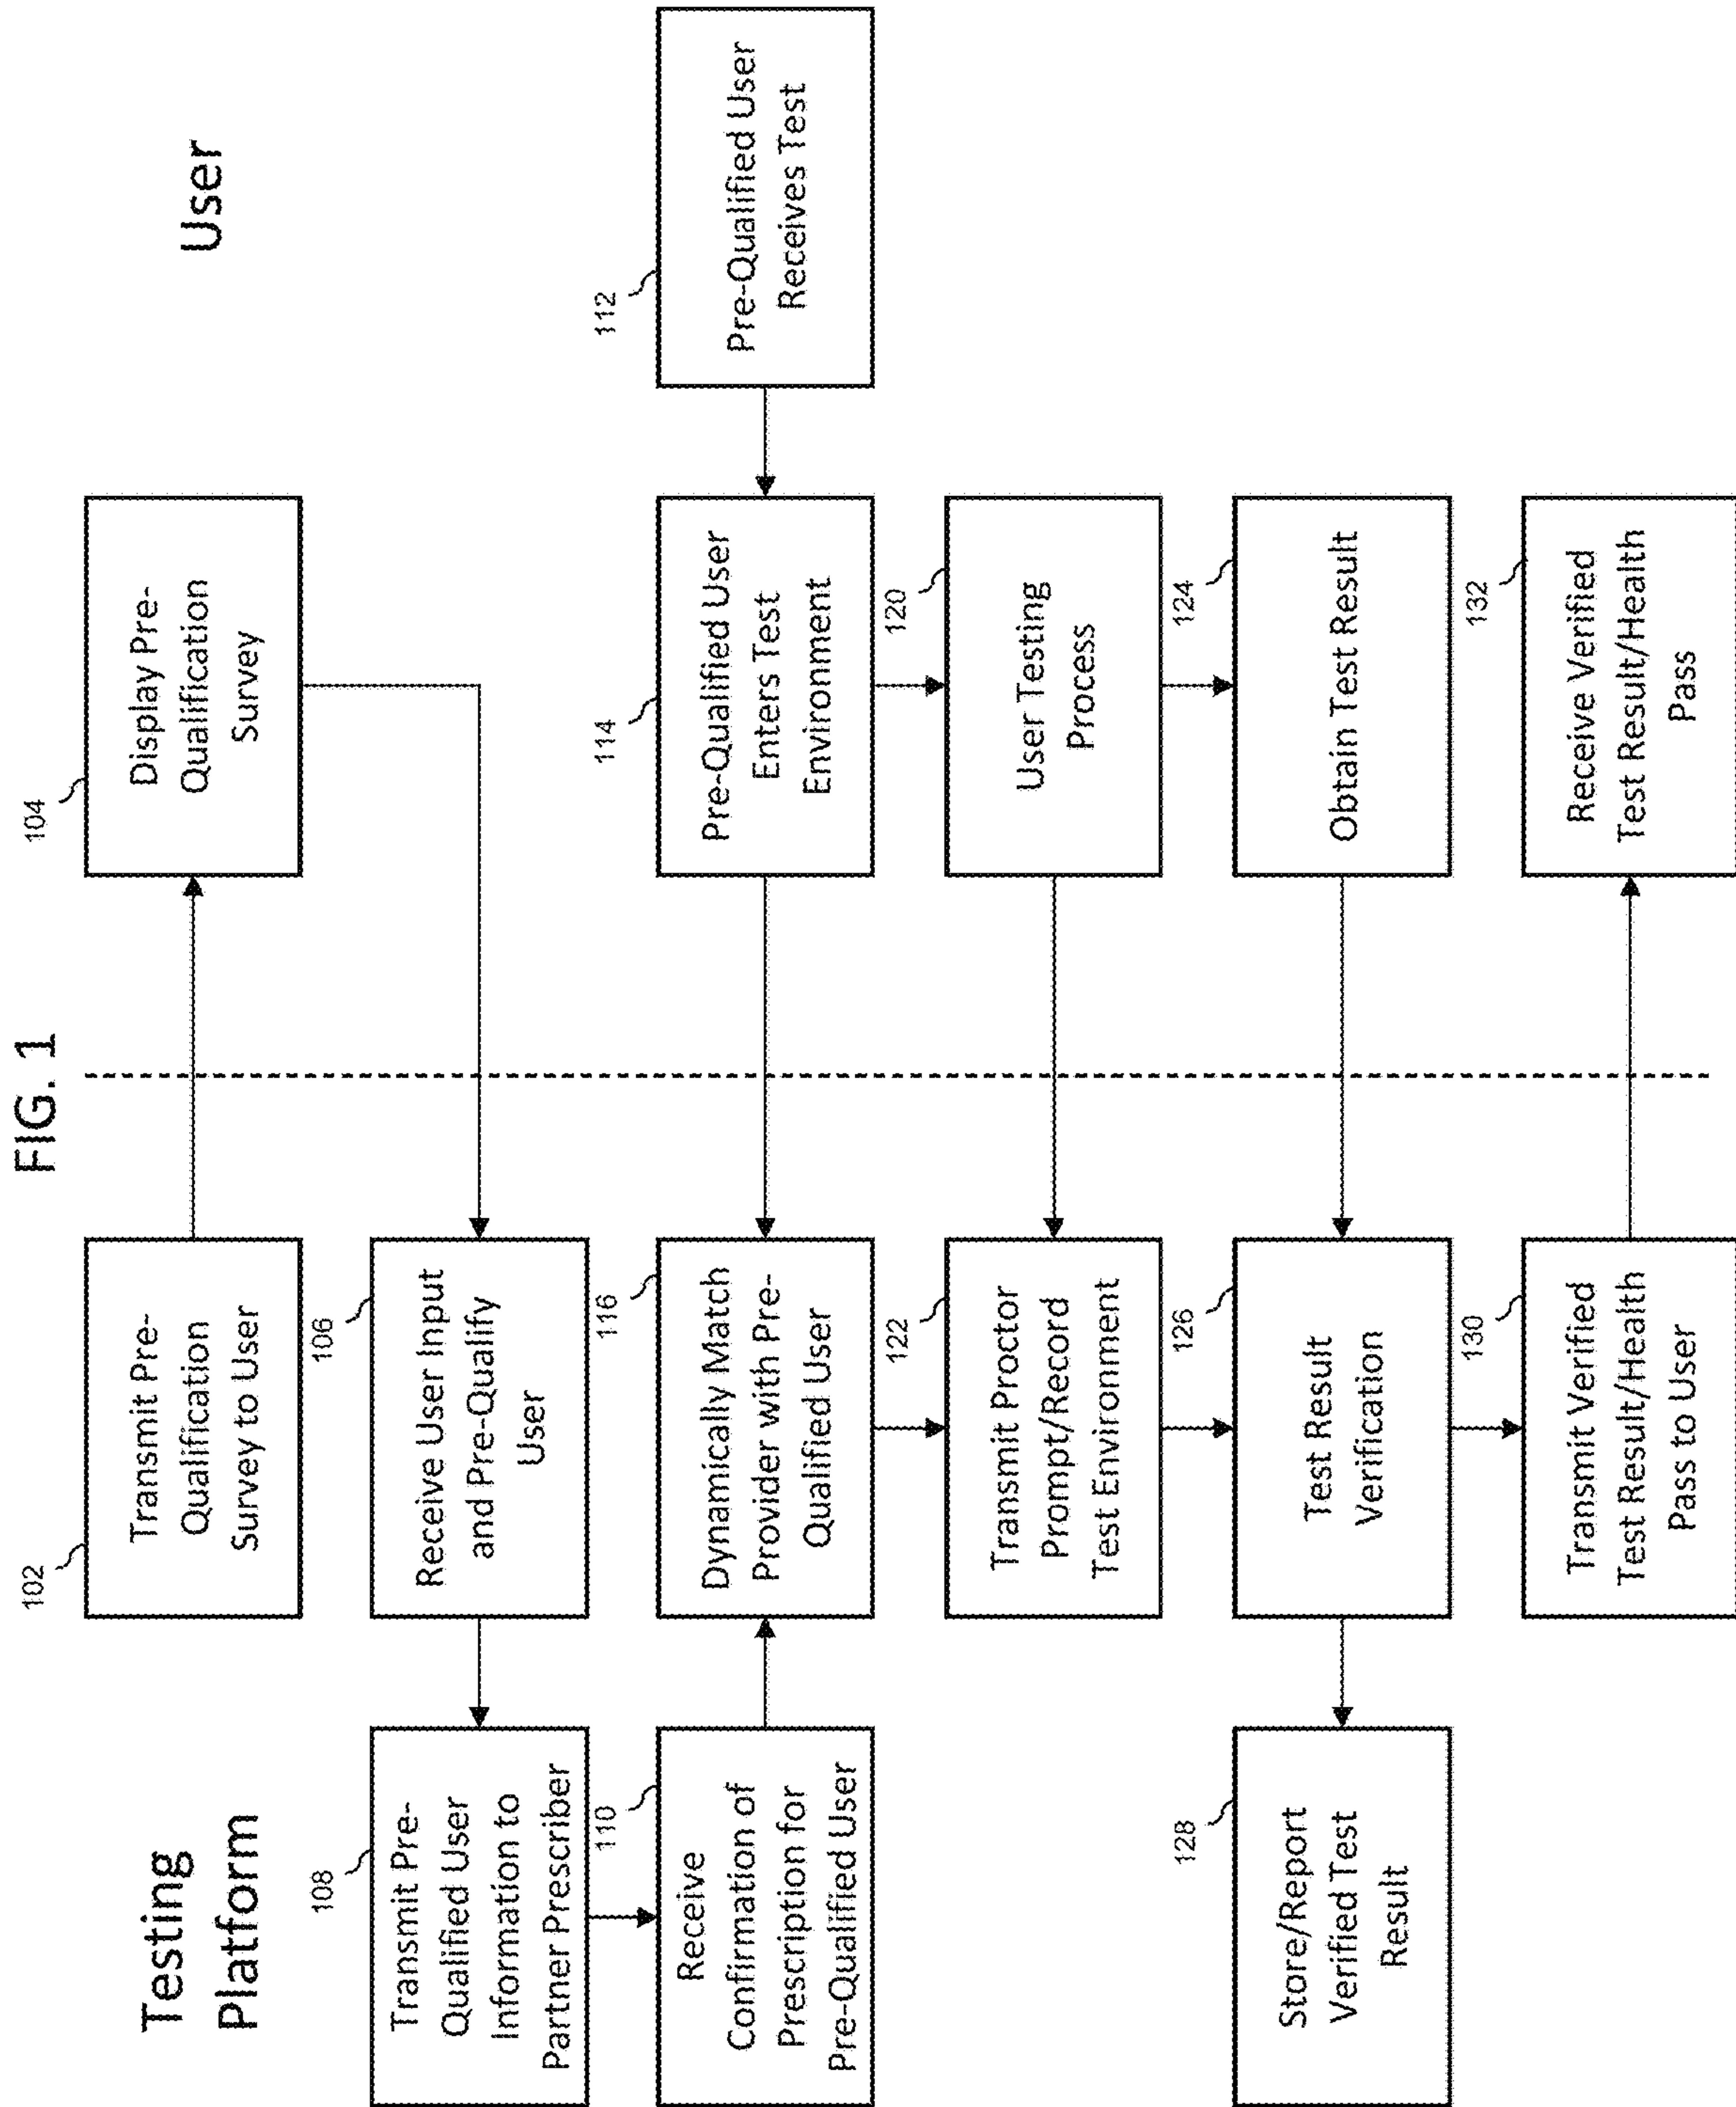 FIG. 1
Testing
Platform
User
102
Transmit Pre-
Qualification
Survey to User
104
Display Pre-
Qualification
Survey
106
Receive User Input
and Pre-Qualify
User
108
Transmit Pre-
Qualified User
Information to
Partner Prescriber
110
Receive
Confirmation of
Prescription for
Pre-Qualified User
116
Dynamically Match
Provider with Pre-
Qualified User
114
Pre-Qualified User
Enters Test
Environment
112
Pre-Qualified User
Receives Test
122
Transmit Proctor
Prompt/Record
Test Environment
120
User Testing
Process
128
Store/Report
Verified Test
Result
126
Test Result
Verification
124
Obtain Test Result
130
Transmit Verified
Test Result/Health
Pass to User
132
Receive Verified
Test Result/Health
Pass